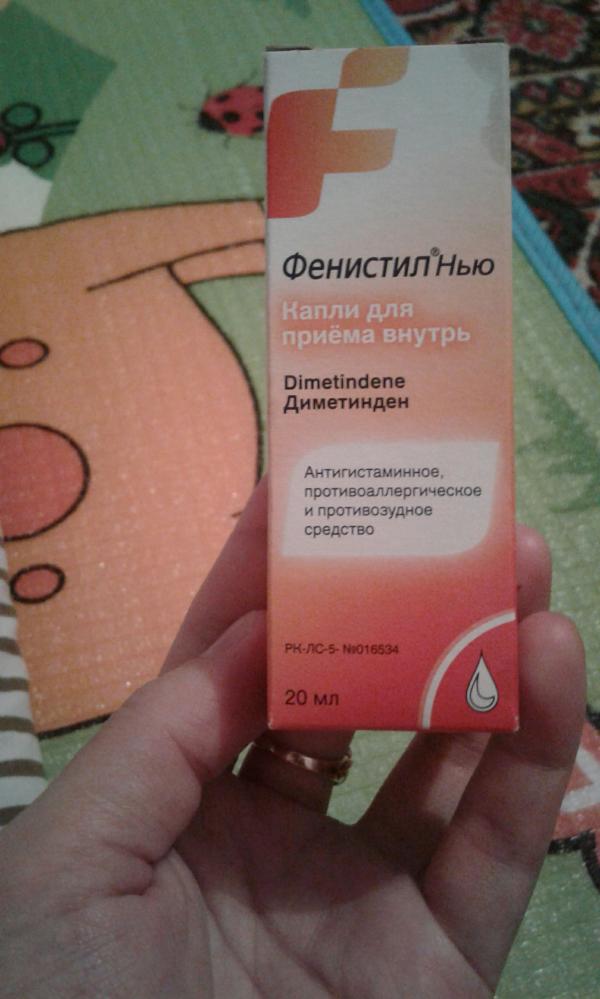 Фенистил® Нью
Капли для
приёма внутрь
Dimetindene
Диметинден
Антигистаминное,
противоаллергическое
и противозудное
средство
РК-ЛС-5- №016534
20 мл